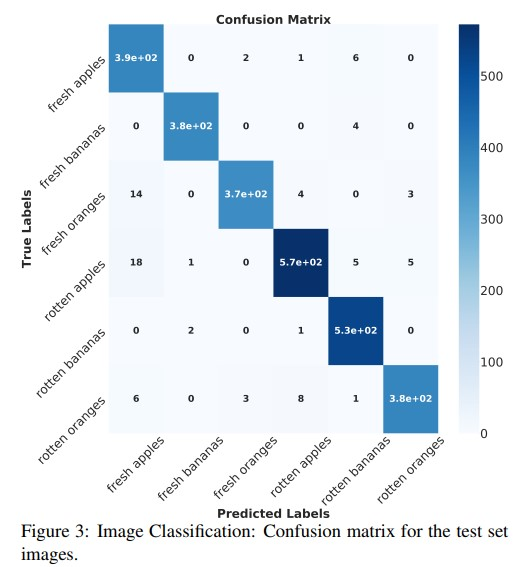 Confusion Matrix
fresh apples 3.9e+02 0 2 1 6 0
fresh bananas 0 3.8e+02 0 0 4 0
fresh oranges 14 0 3.7e+02 4 0 3
rotten apples 18 1 0 5.7e+02 5 5
rotten bananas 0 2 0 1 5.3e+02 0
rotten oranges 6 0 3 8 1 3.8e+02
True Labels
fresh apples fresh bananas fresh oranges rotten apples rotten bananas rotten oranges
Predicted Labels
500
400
300
200
100
0
Figure 3: Image Classification: Confusion matrix for the test set
images.